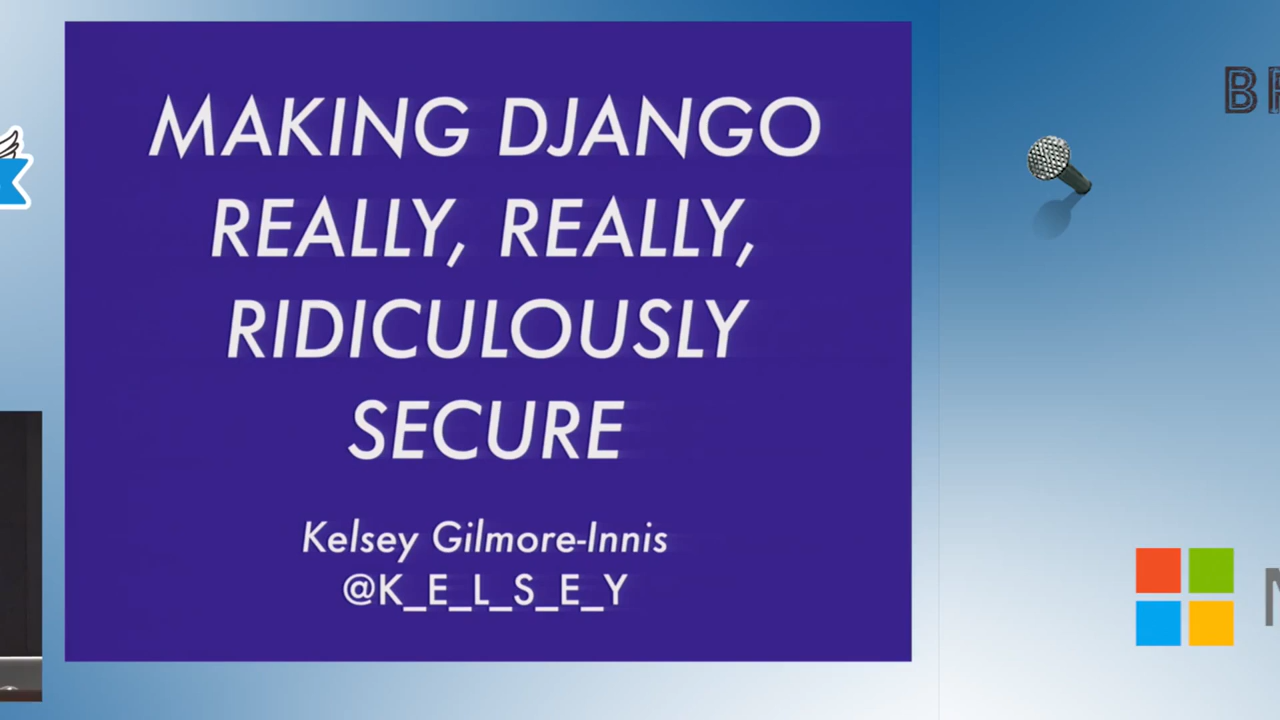 MAKING DJANGO
REALLY, REALLY,
RIDICULOUSLY
SECURE
Kelsey Gilmore-Innis
@K_E_L_S_E_Y